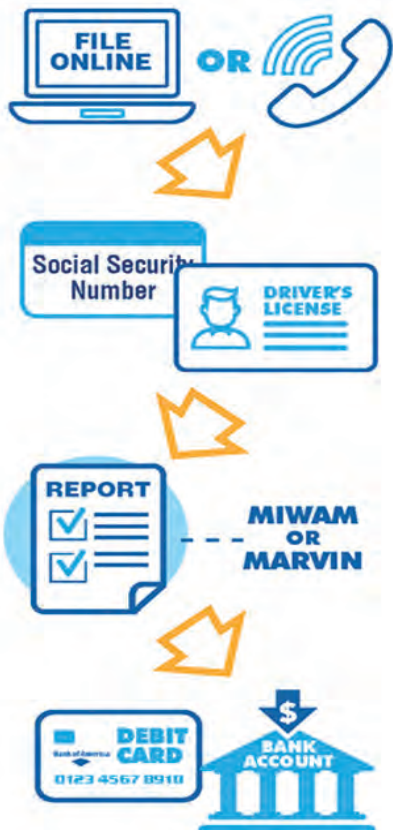 FILE
ONLINE
OR
Social Security
Number
DRIVER'S
LICENSE
REPORT
MIWAM
OR
MARVIN
DEBIT
CARD
Bank of America
0123 4567 8910
$
BANK
ACCOUNT